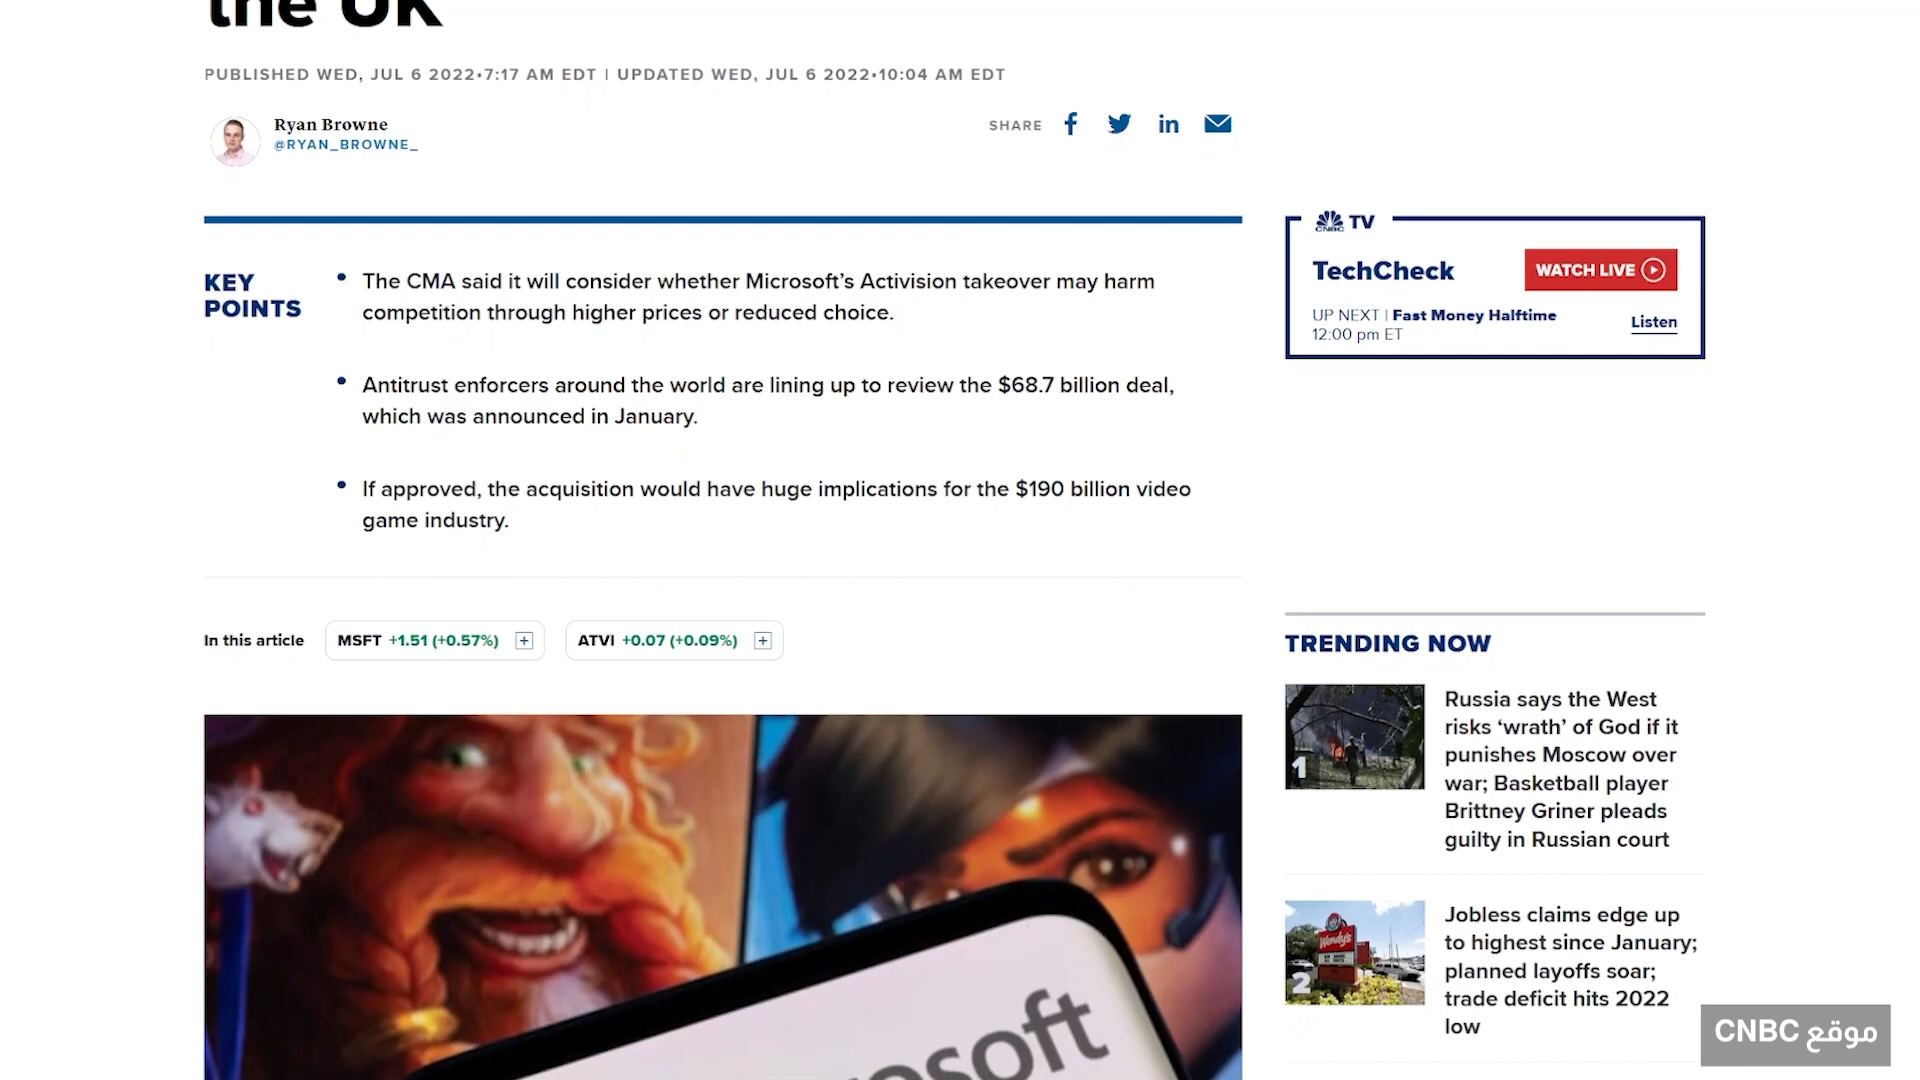 the UK
PUBLISHED WED, JUL 6 2022•7:17 AM EDT | UPDATED WED, JUL 6 2022•10:04 AM EDT
Ryan Browne
@RYAN_BROWNE_
SHARE
KEY
POINTS
• The CMA said it will consider whether Microsoft’s Activision takeover may harm
competition through higher prices or reduced choice.
• Antitrust enforcers around the world are lining up to review the $68.7 billion deal,
which was announced in January.
• If approved, the acquisition would have huge implications for the $190 billion video
game industry.
In this article
MSFT +1.51 (+0.57%)
ATVI +0.07 (+0.09%)
osoft
CNBC TV
TechCheck
WATCH LIVE
UP NEXT | Fast Money Halftime
12:00 pm ET
Listen
TRENDING NOW
1
Russia says the West
risks ‘wrath’ of God if it
punishes Moscow over
war; Basketball player
Brittney Griner pleads
guilty in Russian court
Wendy's
2
Jobless claims edge up
to highest since January;
planned layoffs soar;
trade deficit hits 2022
low
موقع CNBC